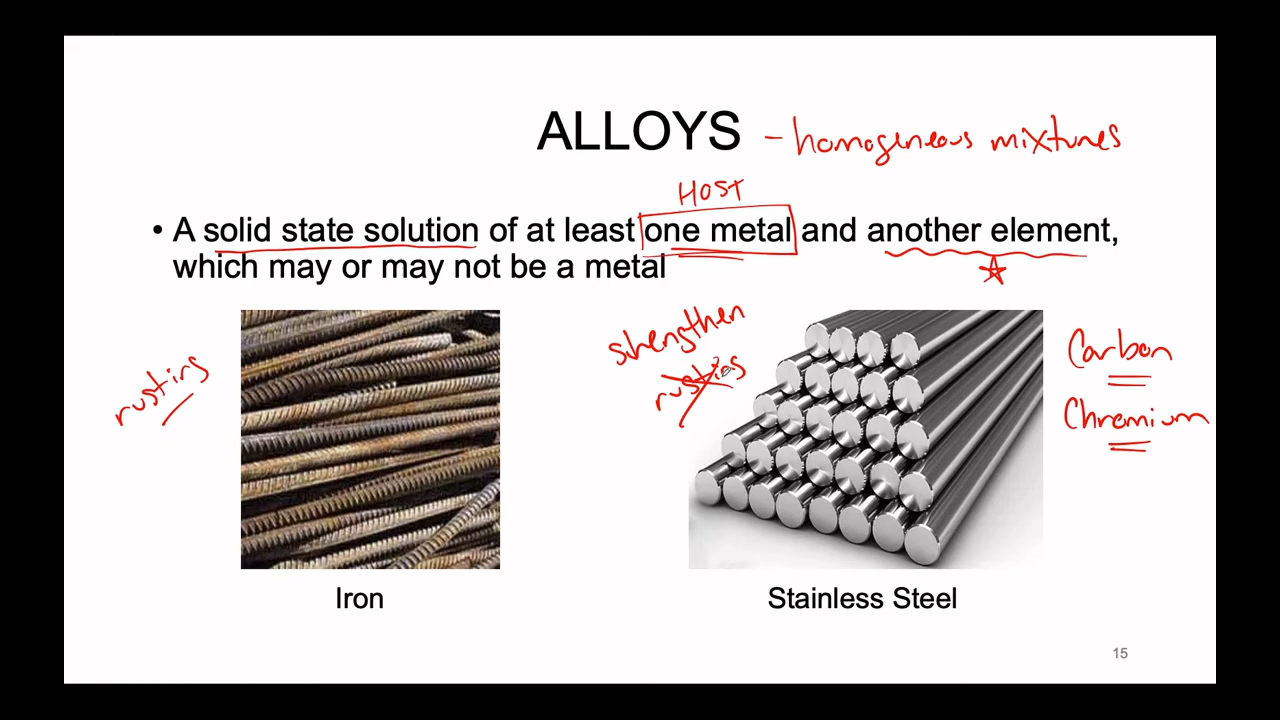 ALLOYS - homogeneous mixtures
HOST
• A solid state solution of at least one metal and another element,
which may or may not be a metal
strengthen
rusting
rusting
Carbon
Chromium
Iron
Stainless Steel
15